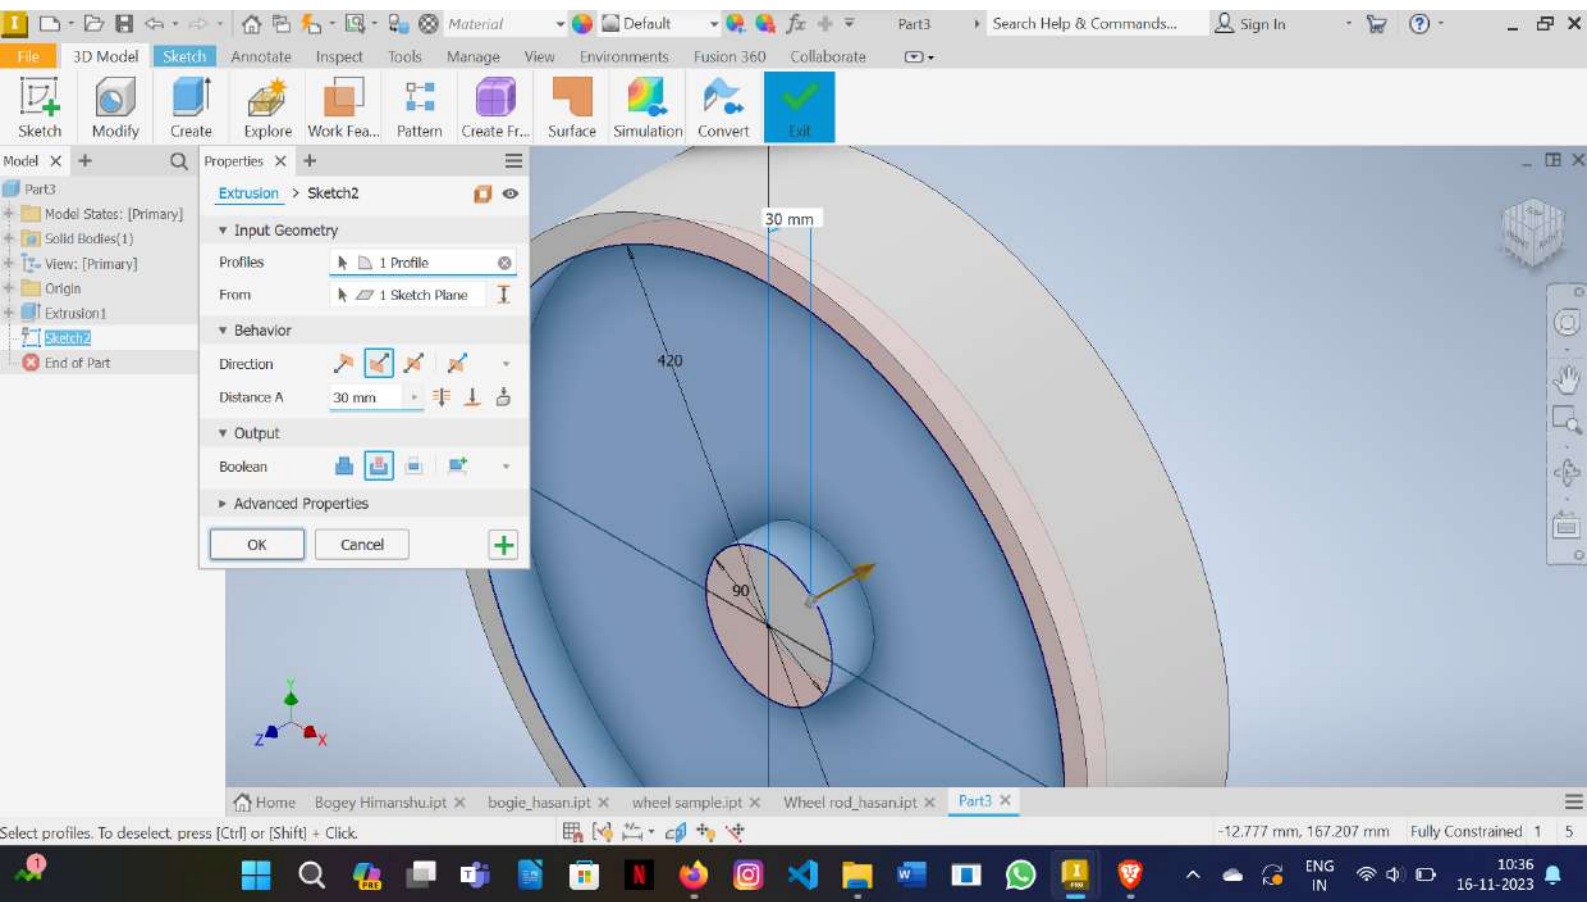 Material
Default
Part3
Search Help & Commands...
Sign In
File 3D Model Sketch Annotate Inspect Tools Manage View Environments Fusion 360 Collaborate
Sketch Modify Create Explore Work Fea... Pattern Create Fr... Surface Simulation Convert Exit
Model
Properties
Part3
Model States: [Primary]
Solid Bodies(1)
View: [Primary]
Origin
Extrusion1
Sketch2
End of Part
Extrusion > Sketch2
Input Geometry
Profiles 1 Profile
From 1 Sketch Plane
Behavior
Direction
Distance A 30 mm
Output
Boolean
Advanced Properties
OK Cancel
30 mm
420
90
Y
Z X
Home Bogey Himanshu.ipt bogie_hasan.ipt wheel sample.ipt Wheel rod_hasan.ipt Part3
Select profiles. To deselect, press [Ctrl] or [Shift] + Click.
-12.777 mm, 167.207 mm Fully Constrained 1 5
1
PRE
N
W
I
PRO
ENG
IN
10:36
16-11-2023